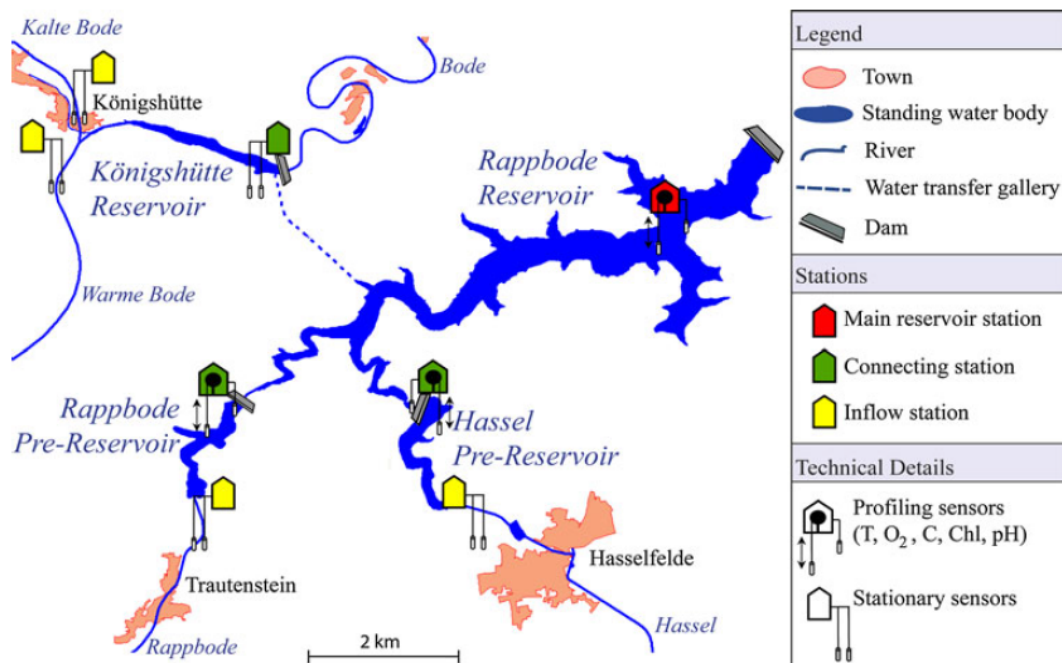 Kalte Bode
Königshütte
Bode
Königshütte
Reservoir
Rappbode
Reservoir
Warme Bode
Rappbode
Pre-Reservoir
Hassel
Pre-Reservoir
Trautenstein
Hasselfelde
Rappbode
2 km
Hassel
Legend
Town
Standing water body
River
Water transfer gallery
Dam
Stations
Main reservoir station
Connecting station
Inflow station
Technical Details
Profiling sensors
(T, O₂ , C, Chl, pH)
Stationary sensors